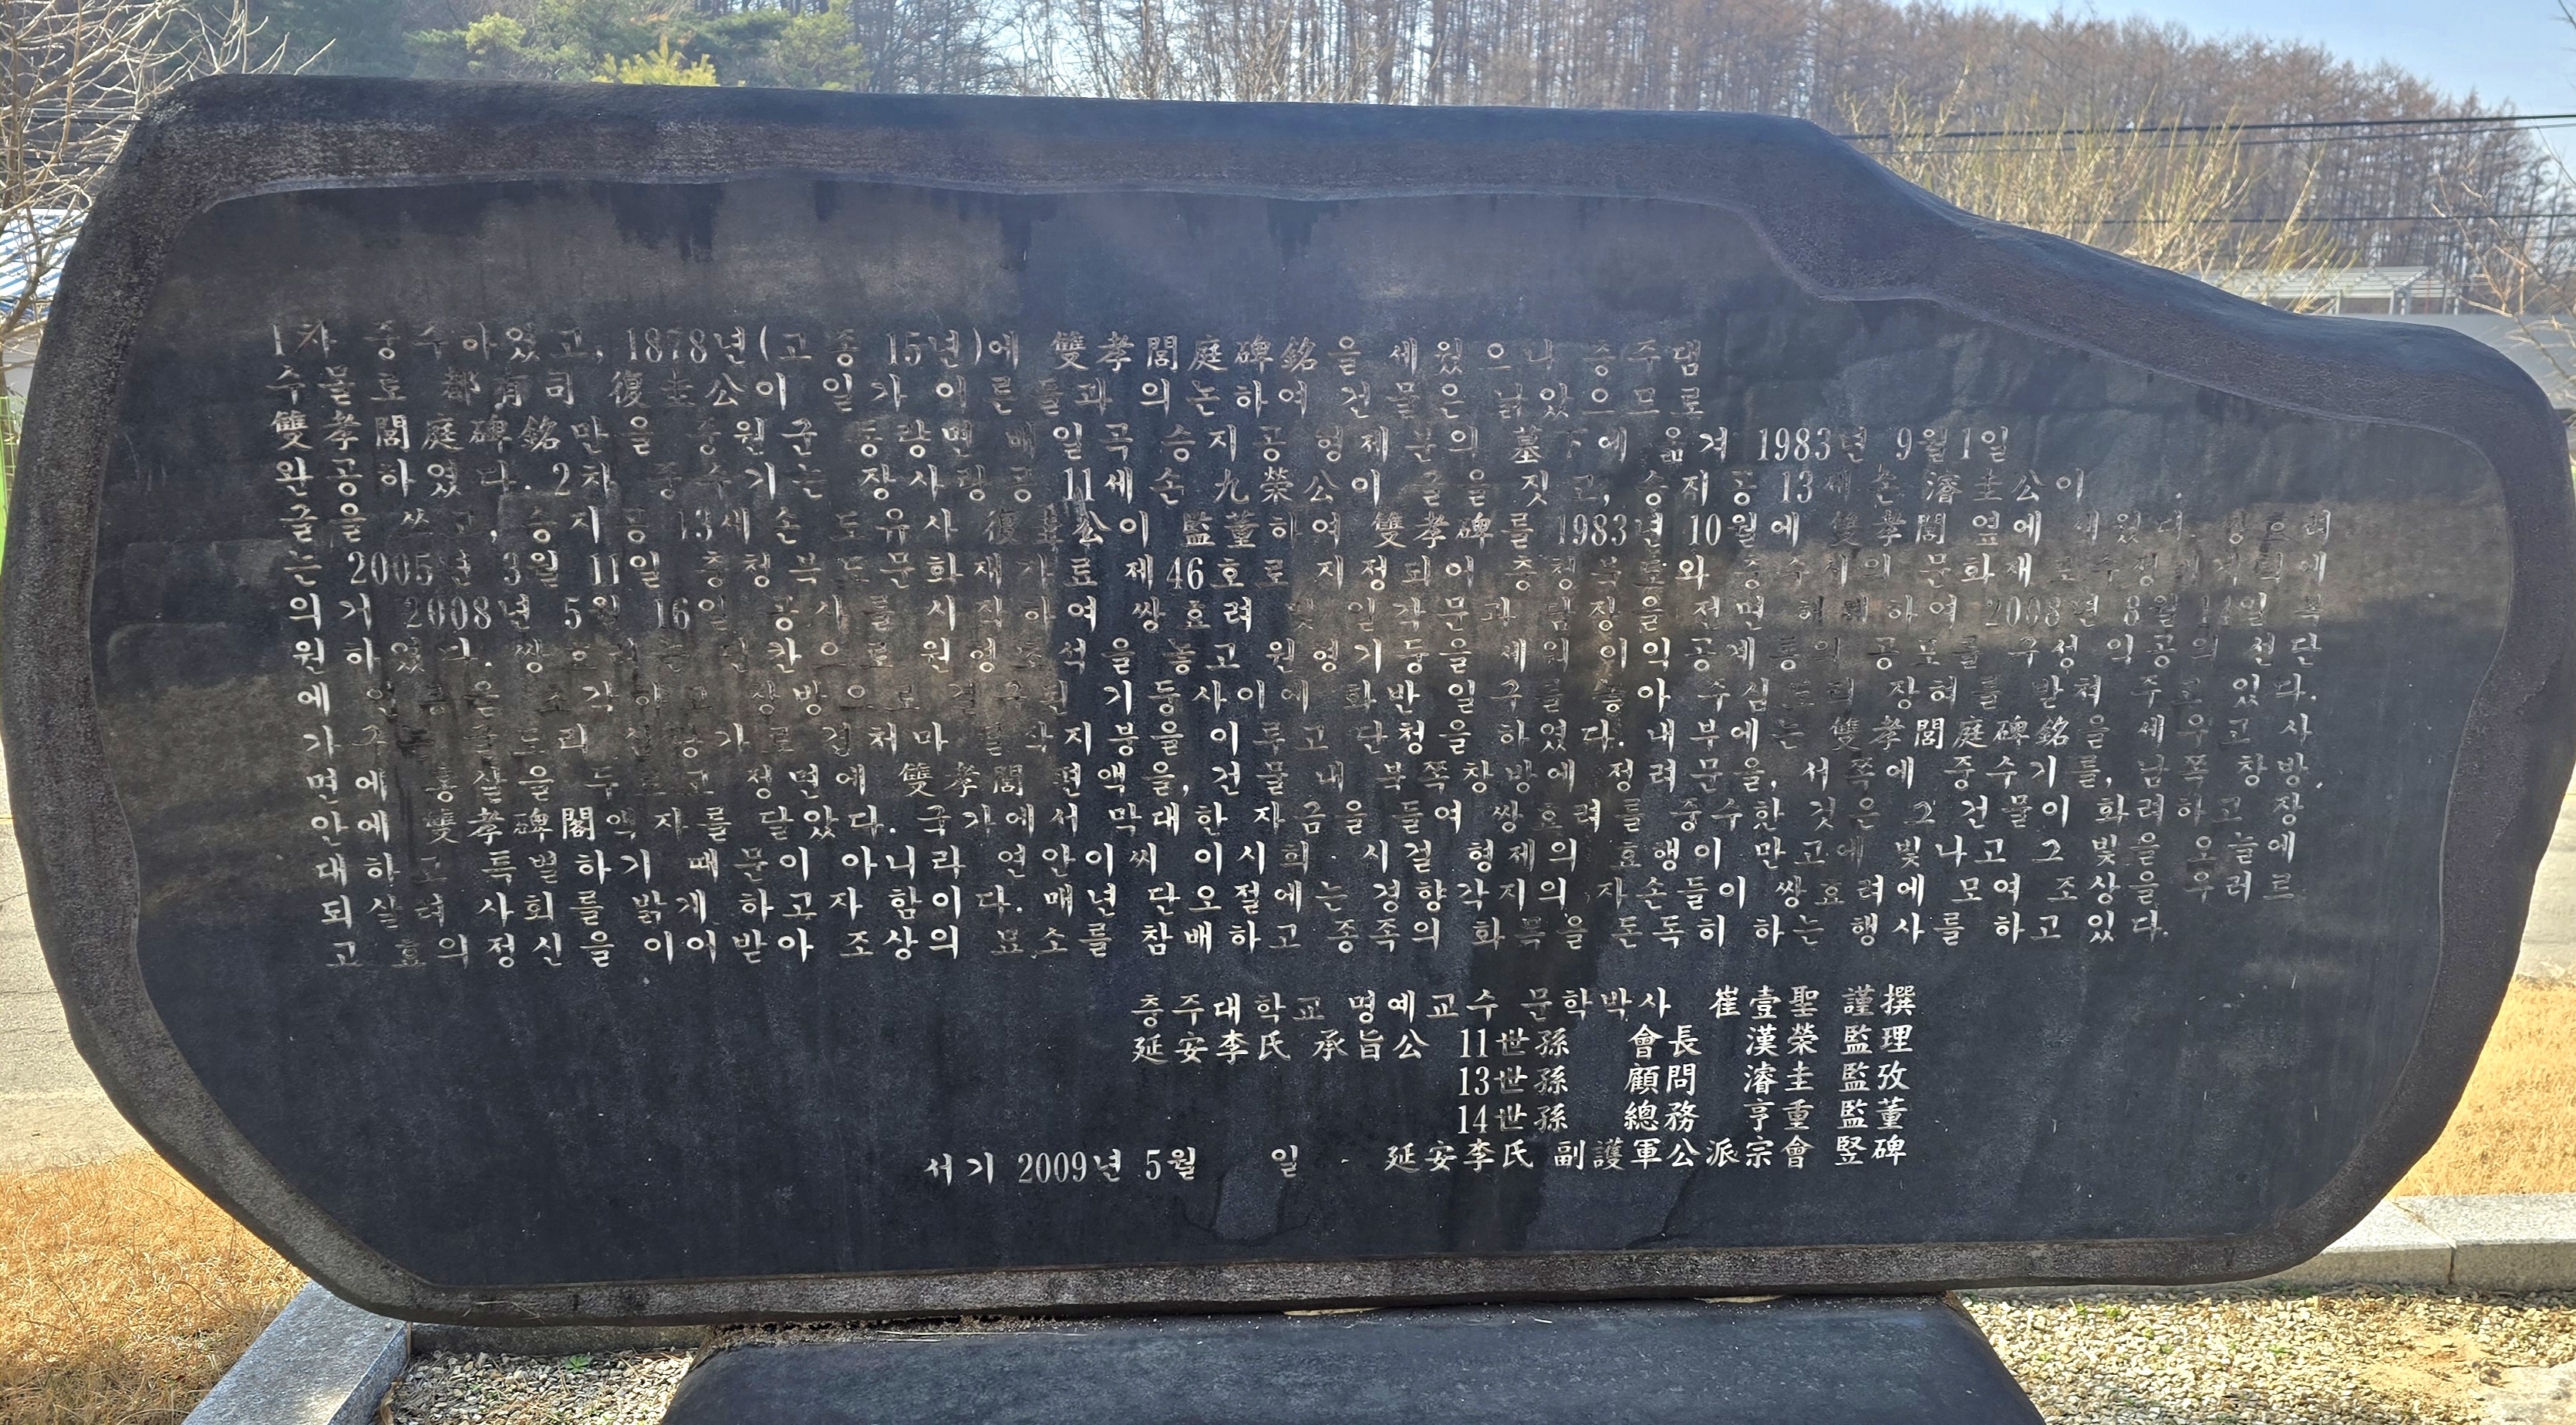 1차 중수하였고, 1878년(고종 15년)에 雙孝閭庭碑銘을 세웠으나 충주댐
수몰로 都有司 復圭公이 일가 어른들과 의논하여 건물은 낡았으므로
雙孝閭庭碑銘만을 중원군 동량면 배일곡 승지공 형제분의 墓下에 옮겨 1983년 9월1일
완공하였다. 2차 중수기는 장사랑공 11세손 九榮公이 글을 짓고, 승지공 13세손 濬圭公이
글을 쓰고, 승지공 13세손 도유사 復圭公이 監董하여 雙孝碑를 1983년 10월에 雙孝閭 옆에 세웠다. 쌍효려
는 2005년 3월 11일 충청북도문화재자료 제46호로 지정되어 충청북도와 충주시의 문화재 보수정비계획에
의거 2008년 5월 16일 공사를 시작하여 쌍효려 및 일각문과 담장을 전면 해체하여 2008년 8월 14일 복
원하였다. 쌍효려는 단칸으로 원형초석을 놓고 원형기둥을 세워 이익공계통의 공포를 구성 익공의 선단
에 연봉을 조각하고 창방으로 결구된 기둥사이에 화반 일구를 놓아 장혀를 받쳐 주고 있다.
가구는 도리 겹처마 팔작지붕을 이루고 단청을 하였다. 내부에는 雙孝閭庭碑銘을 세우고 사
면에 홍살을 두르고 정면에 雙孝閭 편액을, 건물 내 북쪽창방에 정려문을, 서쪽에 중수기를, 남쪽 창방
안에 雙孝碑閣액자를 달았다. 국가에서 막대한 자금을 들여 쌍효려를 중수한 것은 그 건물이 화려하고 장
대하고 특별하기 때문이 아니라 연안이씨 이시희·시걸 형제의 효행이 만고에 빛나고 그 빛을 오늘에
되살려 사회를 밝게 하고자 함이다. 매년 단오절에는 경향각지의 자손들이 쌍효려에 모여 조상을 우러르
고 효의정신을 이어받아 조상의 묘소를 참배하고 종족의 화목을 돈독히 하는 행사를 하고 있다.
충주대학교 명예교수 문학박사 崔壹聖 謹撰
延安李氏 承旨公 11世孫 會長 漢榮 監理
13世孫 顧問 濬圭 監攷
14世孫 總務 亨重 監董
서기 2009년 5월 일 延安李氏 副護軍公派宗會 竪碑